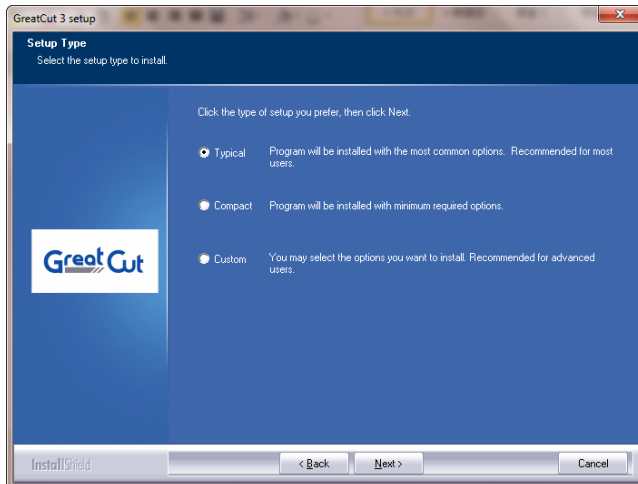 GreatCut 3 setup
Setup Type
Select the setup type to install.
Click the type of setup you prefer, then click Next.
Typical
Program will be installed with the most common options. Recommended for most
users.
Compact
Program will be installed with minimum required options.
Custom
You may select the options you want to install. Recommended for advanced
users.
Great Cut
InstallShield
< Back
Next >
Cancel